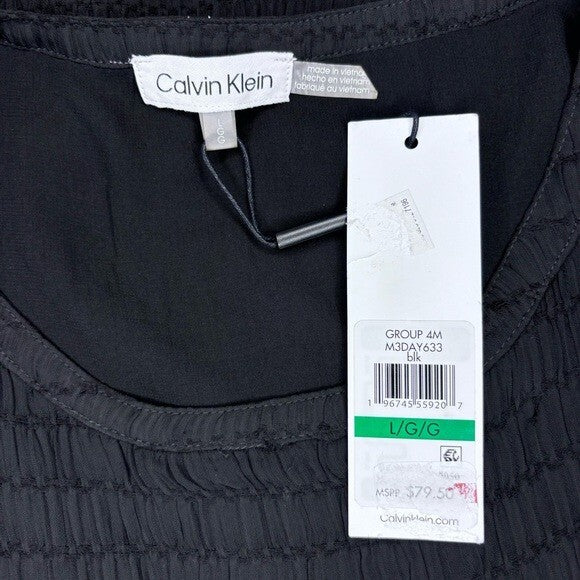 Calvin Klein
made in vietnam
hecho en vietnam
fabriqué au vietnam
GROUP 4M
M3DAY633
blk
1 96745 55920 7
L/G/G
MSRP $79.50
Calvinklein.com